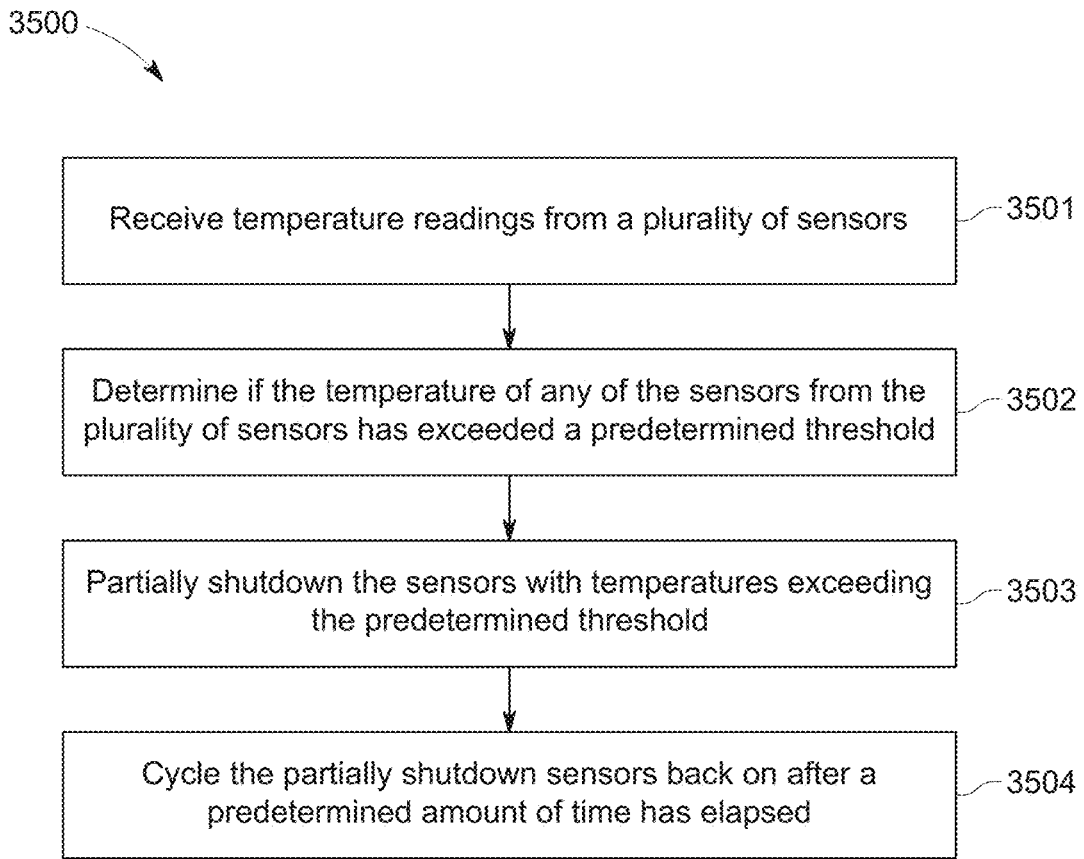 3500
Receive temperature readings from a plurality of sensors
3501
Determine if the temperature of any of the sensors from the
plurality of sensors has exceeded a predetermined threshold
3502
Partially shutdown the sensors with temperatures exceeding
the predetermined threshold
3503
Cycle the partially shutdown sensors back on after a
predetermined amount of time has elapsed
3504